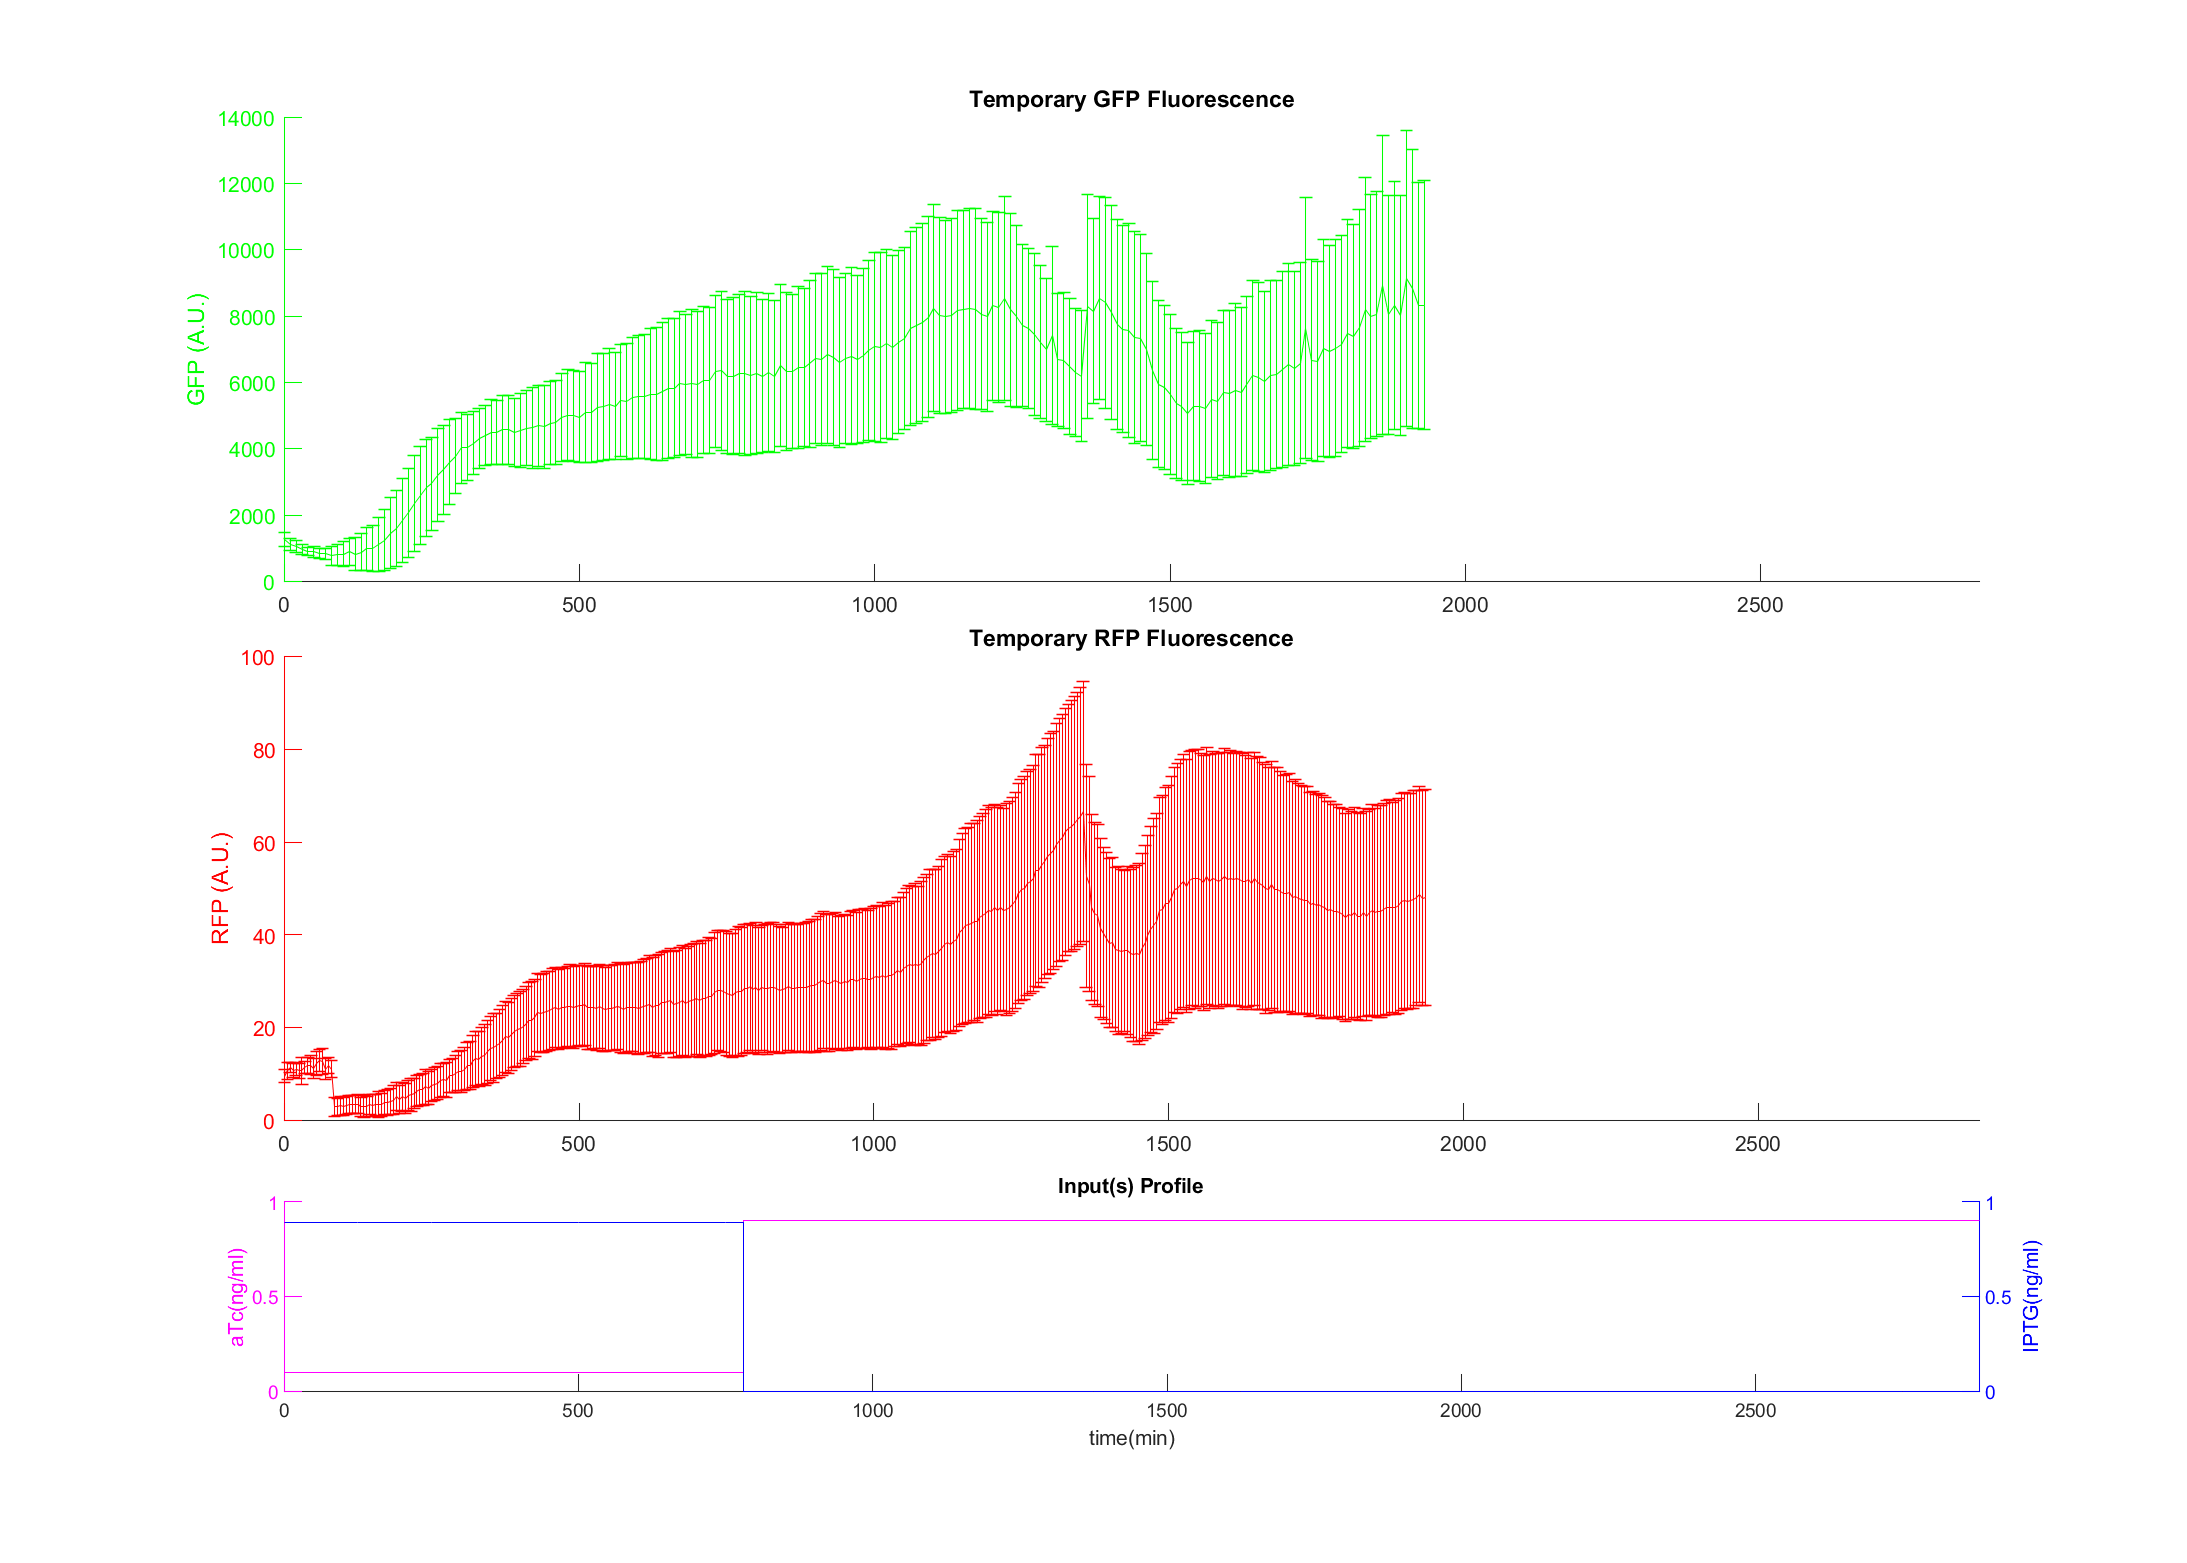 Temporary GFP Fluorescence
14000
12000
10000
8000
6000
4000
2000
0
GFP (A.U.)
0 500 1000 1500 2000 2500
Temporary RFP Fluorescence
100
80
60
40
20
0
RFP (A.U.)
0 500 1000 1500 2000 2500
Input(s) Profile
1
0.5
0
aTc(ng/ml)
1
0.5
0
IPTG(ng/ml)
0 500 1000 1500 2000 2500
time(min)